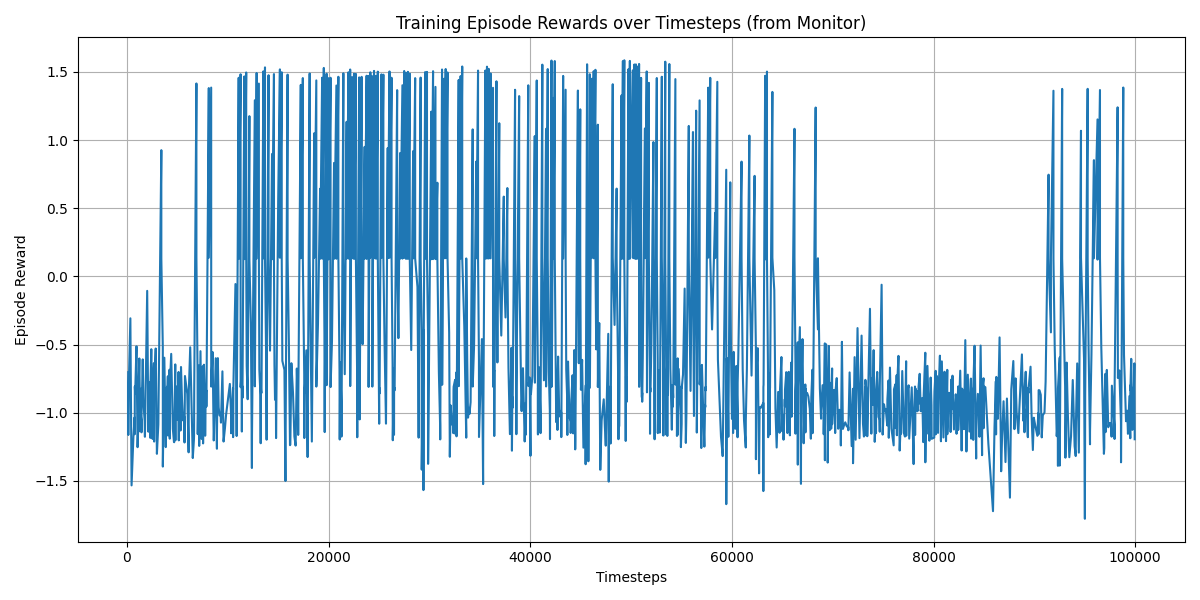 Training Episode Rewards over Timesteps (from Monitor)
Episode Reward
1.5
1.0
0.5
0.0
−0.5
−1.0
−1.5
0 20000 40000 60000 80000 100000
Timesteps